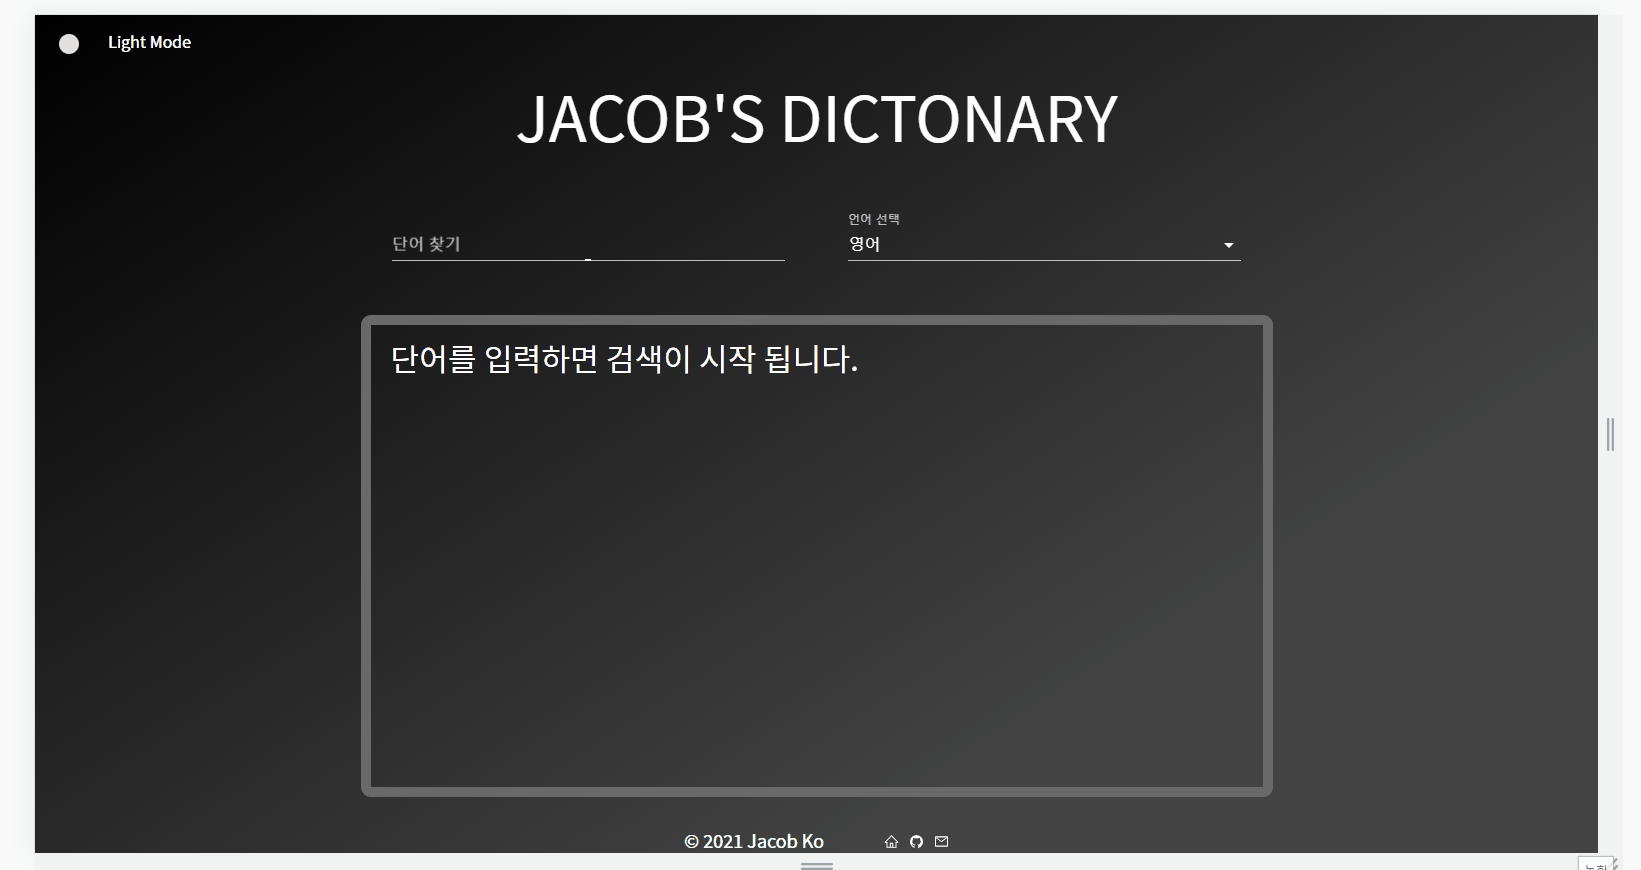 Light Mode
JACOB'S DICTONARY
언어 선택
단어 찾기
영어
단어를 입력하면 검색이 시작 됩니다.
© 2021 Jacob Ko